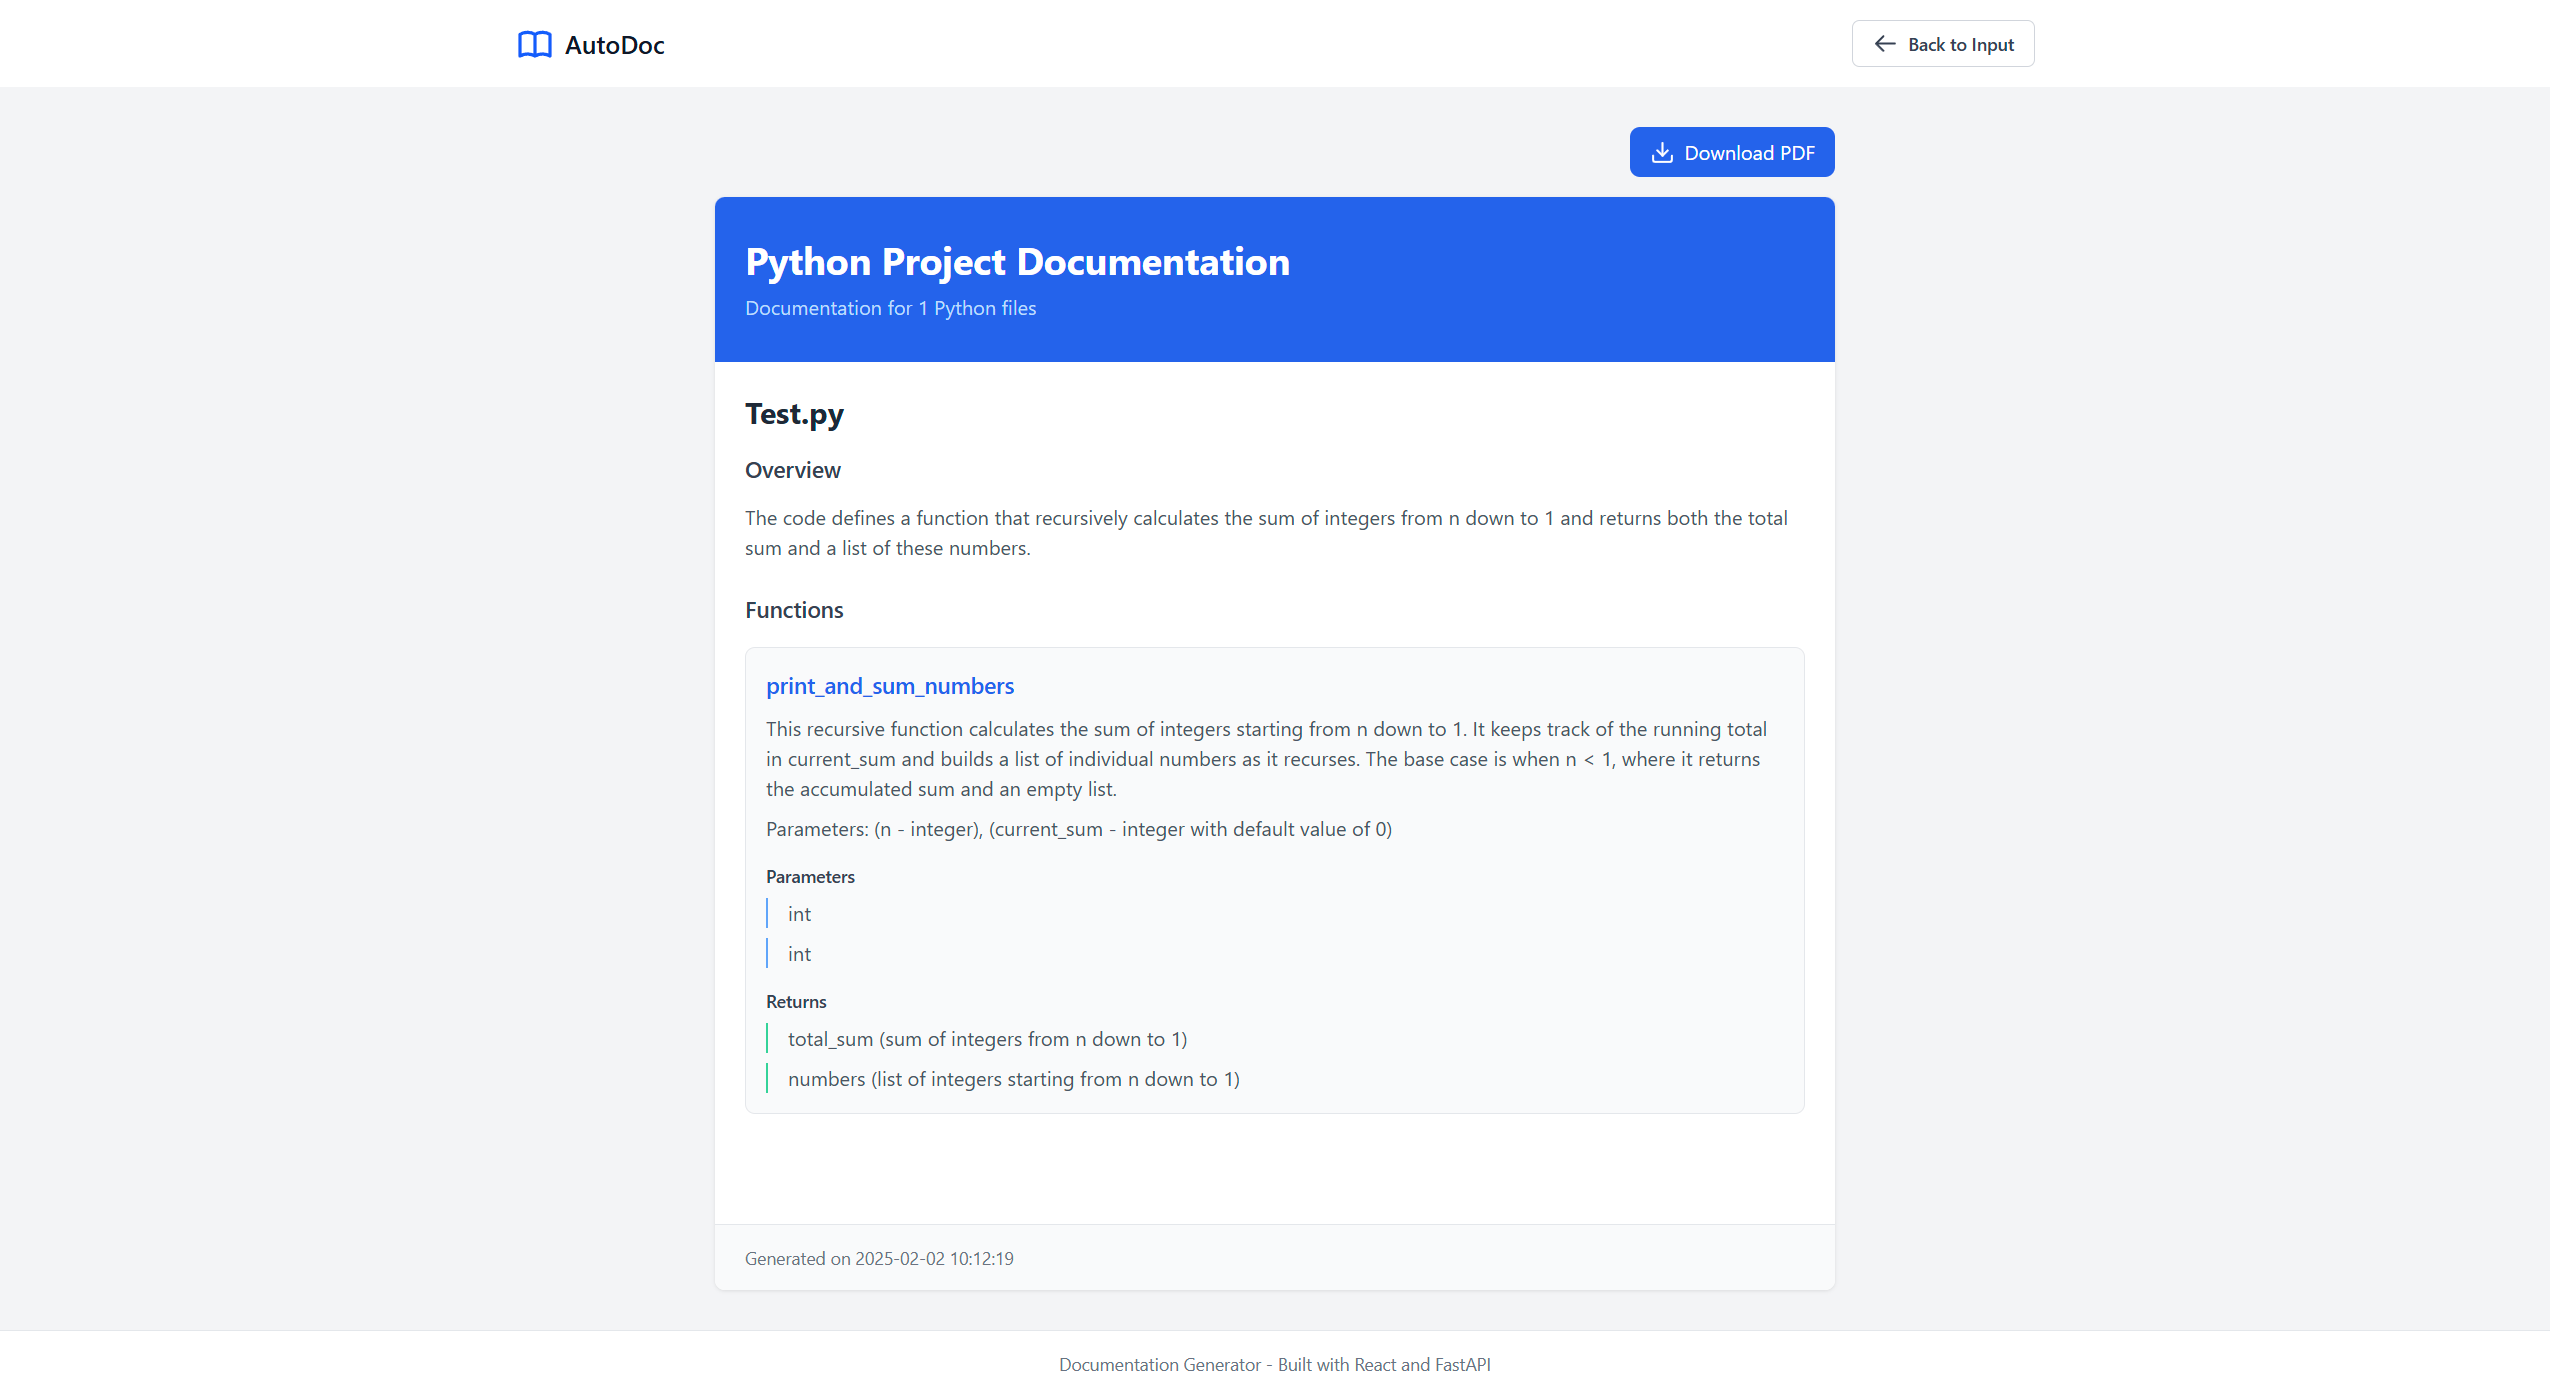 AutoDoc
Back to Input
Download PDF
Python Project Documentation
Documentation for 1 Python files
Test.py
Overview
The code defines a function that recursively calculates the sum of integers from n down to 1 and returns both the total
sum and a list of these numbers.
Functions
print_and_sum_numbers
This recursive function calculates the sum of integers starting from n down to 1. It keeps track of the running total
in current_sum and builds a list of individual numbers as it recurses. The base case is when n < 1, where it returns
the accumulated sum and an empty list.
Parameters: (n - integer), (current_sum - integer with default value of 0)
Parameters
int
int
Returns
total_sum (sum of integers from n down to 1)
numbers (list of integers starting from n down to 1)
Generated on 2025-02-02 10:12:19
Documentation Generator - Built with React and FastAPI